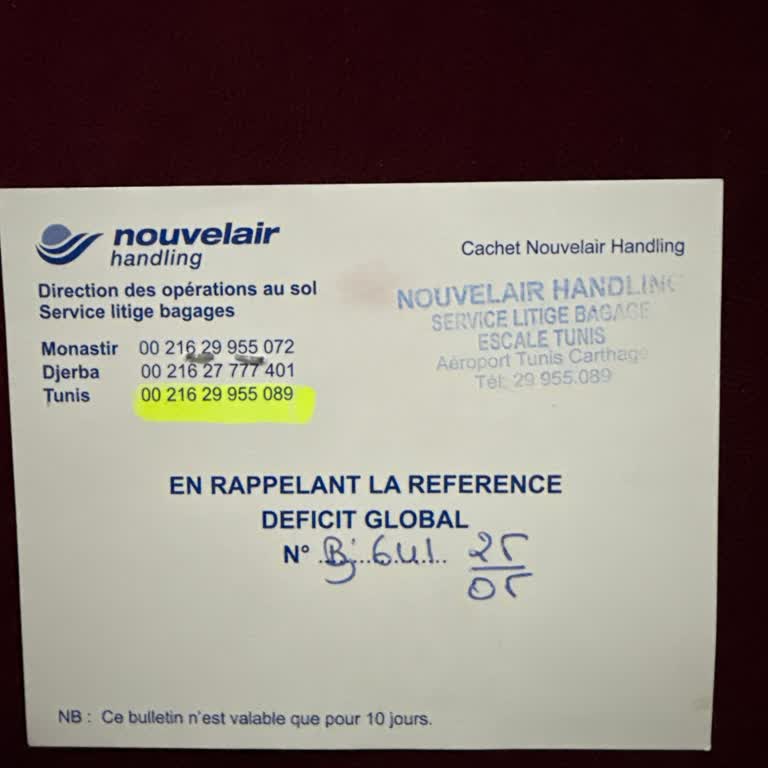 nouvelair
handling
Direction des opérations au sol
Service litige bagages
Monastir 00 216 29 955 072
Djerba 00 216 27 777 401
Tunis 00 216 29 955 089
Cachet Nouvelair Handling
NOUVELAIR HANDLING
SERVICE LITIGE BAGAGE
ESCALE TUNIS
Aéroport Tunis Carthage
Tél: 29 955.089
EN RAPPELANT LA REFERENCE
DEFICIT GLOBAL
N°
25
05
NB : Ce bulletin n'est valable que pour 10 jours.